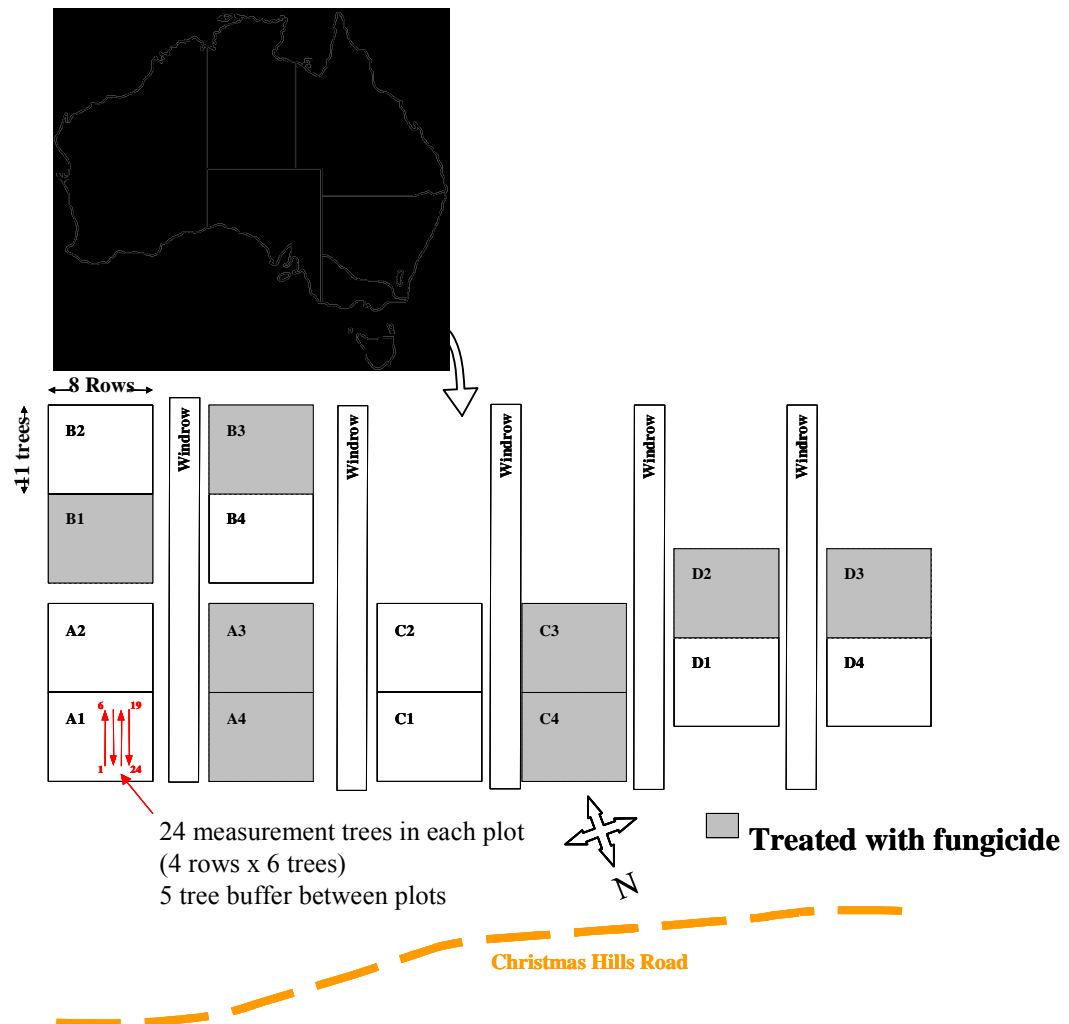 8 Rows
11 trees
B2
Windrow
B3
Windrow
Windrow
Windrow
Windrow
B1
B4
D2
D3
A2
A3
C2
C3
D1
D4
A1
6
19
1
24
A4
C1
C4
24 measurement trees in each plot
(4 rows x 6 trees)
5 tree buffer between plots
N
Treated with fungicide
Christmas Hills Road